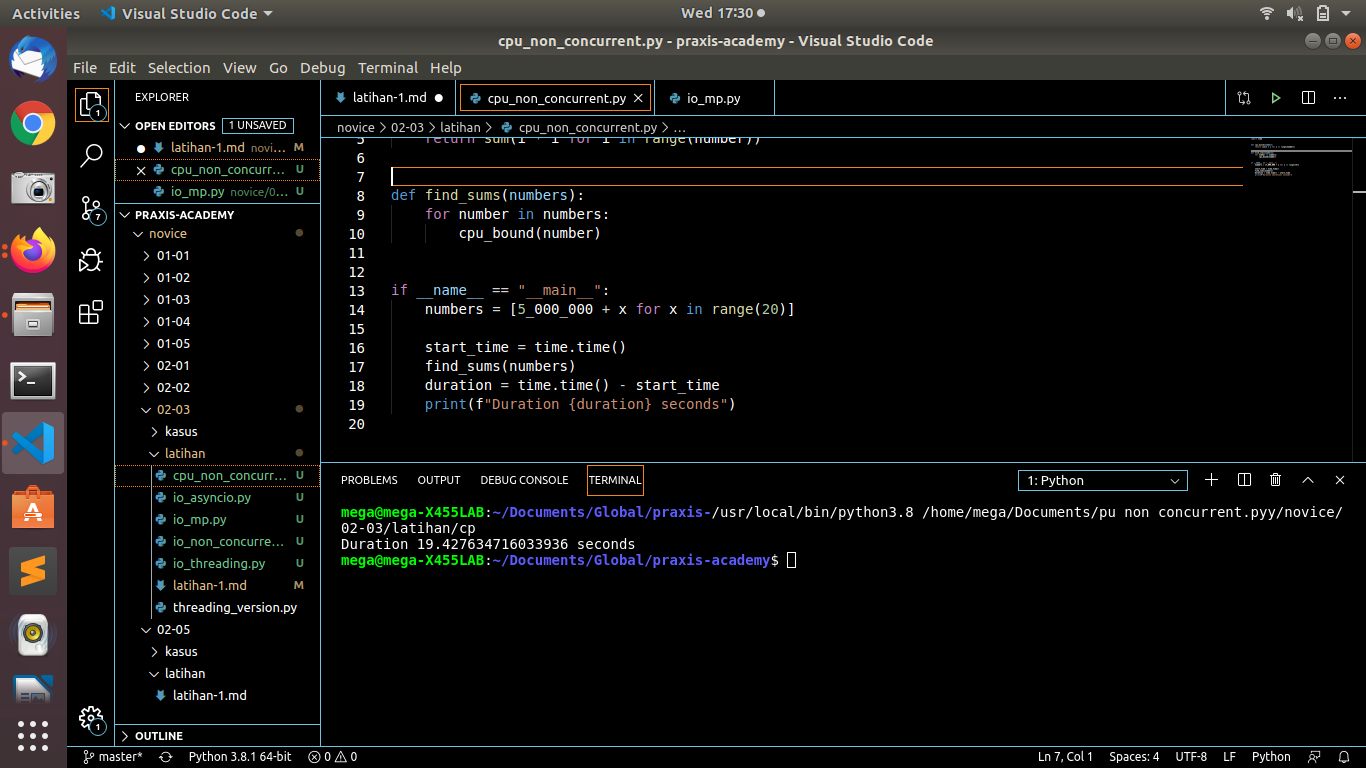 Activities Visual Studio Code Wed 17:30
cpu_non_concurrent.py - praxis-academy - Visual Studio Code
File Edit Selection View Go Debug Terminal Help
EXPLORER
OPEN EDITORS 1 UNSAVED
latihan-1.md novi... M
cpu_non_concurr... U
io_mp.py novice/0... U
PRAXIS-ACADEMY
novice
01-01
01-02
01-03
01-04
01-05
02-01
02-02
02-03
kasus
latihan
cpu_non_concurr... U
io_asyncio.py U
io_mp.py U
io_non_concurre... U
io_threading.py U
latihan-1.md M
threading_version.py
02-05
kasus
latihan
latihan-1.md
OUTLINE
1
7
1
latihan-1.md cpu_non_concurrent.py io_mp.py
novice > 02-03 > latihan > cpu_non_concurrent.py > ...
5 return sum(i * i for i in range(number))
6
7
8 def find_sums(numbers):
9 for number in numbers:
10 cpu_bound(number)
11
12
13 if __name__ == "__main__":
14 numbers = [5_000_000 + x for x in range(20)]
15
16 start_time = time.time()
17 find_sums(numbers)
18 duration = time.time() - start_time
19 print(f"Duration {duration} seconds")
20
PROBLEMS OUTPUT DEBUG CONSOLE TERMINAL 1: Python
mega@mega-X455LAB:~/Documents/Global/praxis-/usr/local/bin/python3.8 /home/mega/Documents/pu non concurrent.pyy/novice/
02-03/latihan/cp
Duration 19.427634716033936 seconds
mega@mega-X455LAB:~/Documents/Global/praxis-academy$
master* Python 3.8.1 64-bit 0 0 Ln 7, Col 1 Spaces: 4 UTF-8 LF Python